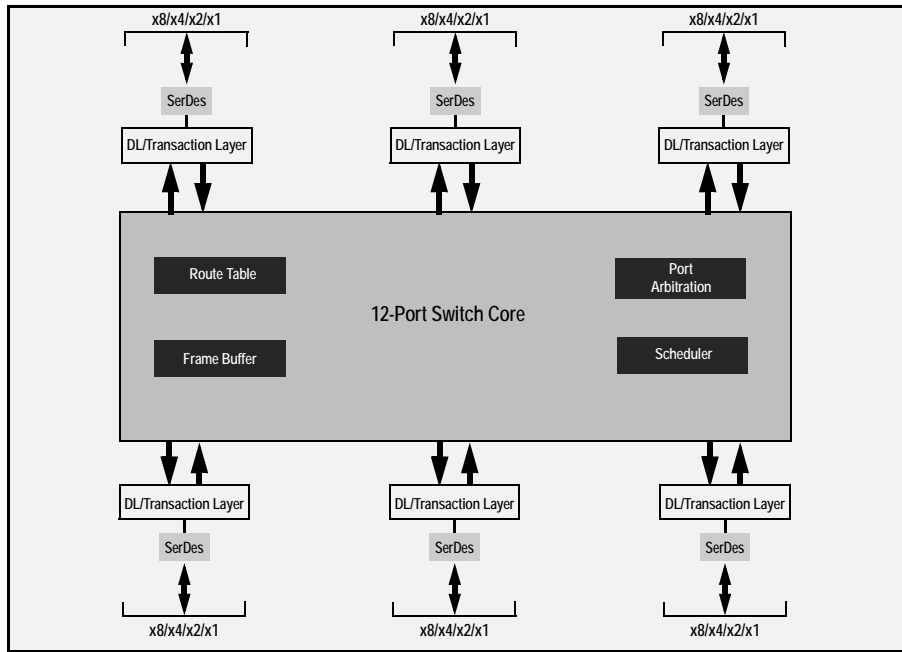 x8/x4/x2/x1
x8/x4/x2/x1
x8/x4/x2/x1
SerDes
SerDes
SerDes
DL/Transaction Layer
DL/Transaction Layer
DL/Transaction Layer
Route Table
Port
Arbitration
12-Port Switch Core
Frame Buffer
Scheduler
DL/Transaction Layer
DL/Transaction Layer
DL/Transaction Layer
SerDes
SerDes
SerDes
x8/x4/x2/x1
x8/x4/x2/x1
x8/x4/x2/x1